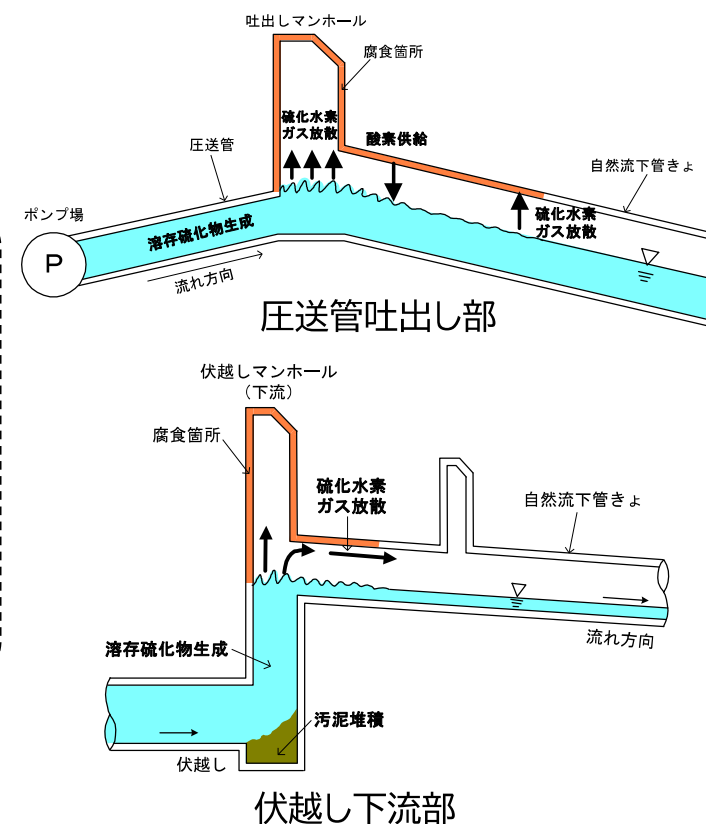 吐出しマンホール
腐食箇所
硫化水素
ガス放散
酸素供給
圧送管
自然流下管きょ
ポンプ場
P
溶存硫化物生成
硫化水素
ガス放散
流れ方向
圧送管吐出し部
伏越しマンホール
（下流）
腐食箇所
硫化水素
ガス放散
自然流下管きょ
流れ方向
溶存硫化物生成
汚泥堆積
伏越し
伏越し下流部